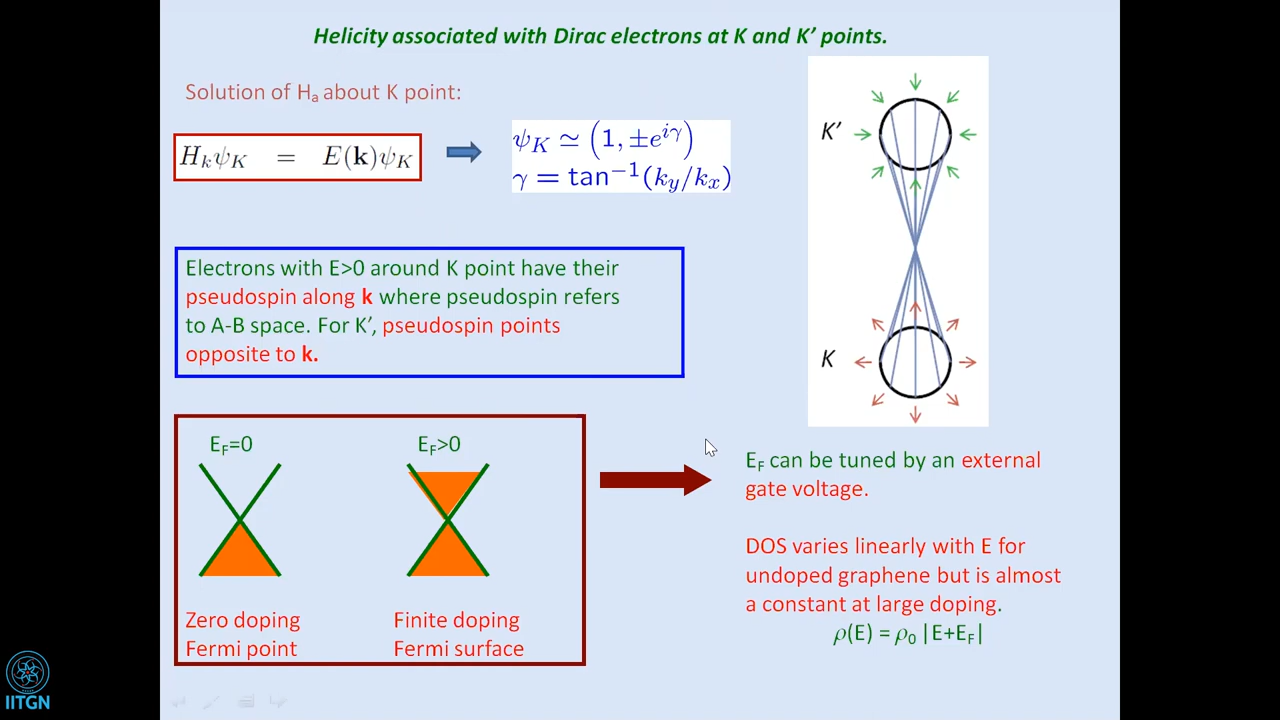 Helicity associated with Dirac electrons at K and K’ points.
Solution of Hₐ about K point:
H_k ψ_K = E(k)ψ_K
ψ_K ≃ (1, ±e^{iγ})
γ = tan⁻¹(k_y/k_x)
Electrons with E>0 around K point have their
pseudospin along k where pseudospin refers
to A-B space. For K’, pseudospin points
opposite to k.
K’
K
E_F=0
E_F>0
Zero doping
Fermi point
Finite doping
Fermi surface
E_F can be tuned by an external
gate voltage.
DOS varies linearly with E for
undoped graphene but is almost
a constant at large doping.
ρ(E) = ρ₀ |E+E_F|
IITGN